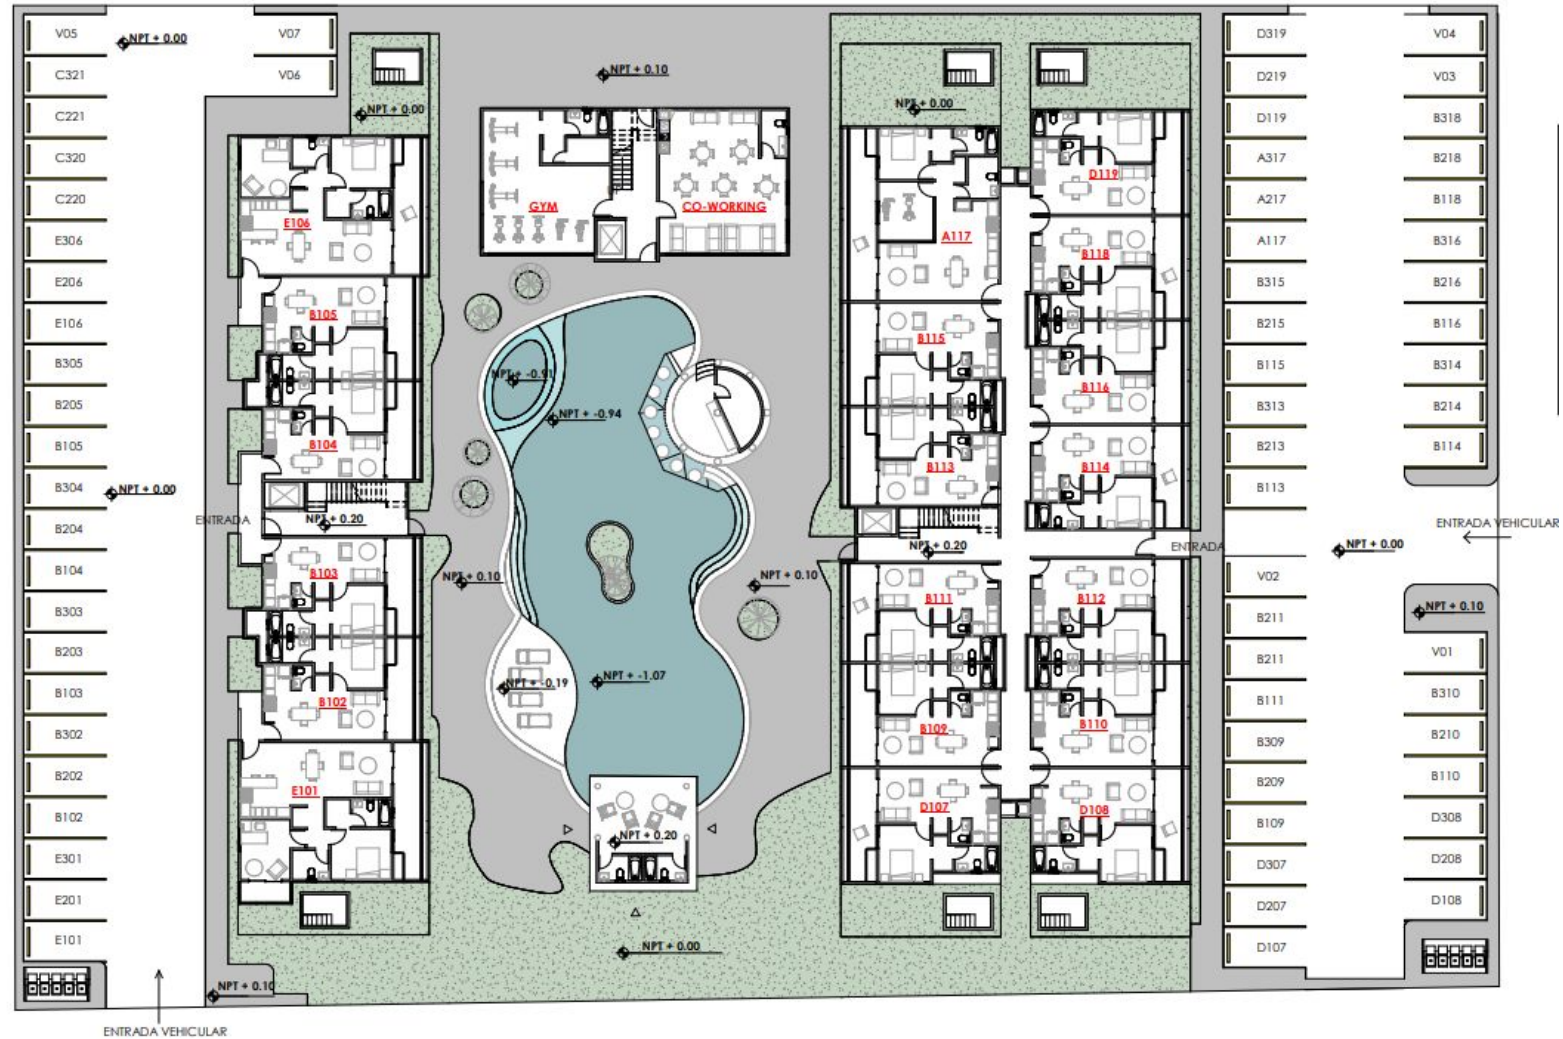 V05
C321
C221
C320
C220
E306
E206
E106
B305
B205
B105
B304
B204
B104
B303
B203
B103
B302
B202
B102
E301
E201
E101
NPT + 0.00
V07
V06
NPT + 0.00
ENTRADA
NPT + 0.10
ENTRADA VEHICULAR
NPT + 0.00
E106
B105
B104
NPT + 0.20
B103
B102
E101
NPT + 0.10
GYM
CO-WORKING
NPT + -0.91
NPT + -0.94
NPT + 0.10
NPT + 0.10
NPT + -1.07
NPT + -0.19
NPT + 0.20
NPT + 0.00
NPT + 0.00
A117
B115
B113
NPT + 0.20
B111
B109
D107
D119
B118
B116
B114
B112
B110
D108
ENTRADA
D319
D219
D119
A317
A217
A117
B315
B215
B115
B313
B213
B113
V02
B211
B211
B111
B309
B209
B109
D307
D207
D107
V04
V03
B318
B218
B118
B316
B216
B116
B314
B214
B114
ENTRADA VEHICULAR
NPT + 0.00
NPT + 0.10
V01
B310
B210
B110
D308
D208
D108